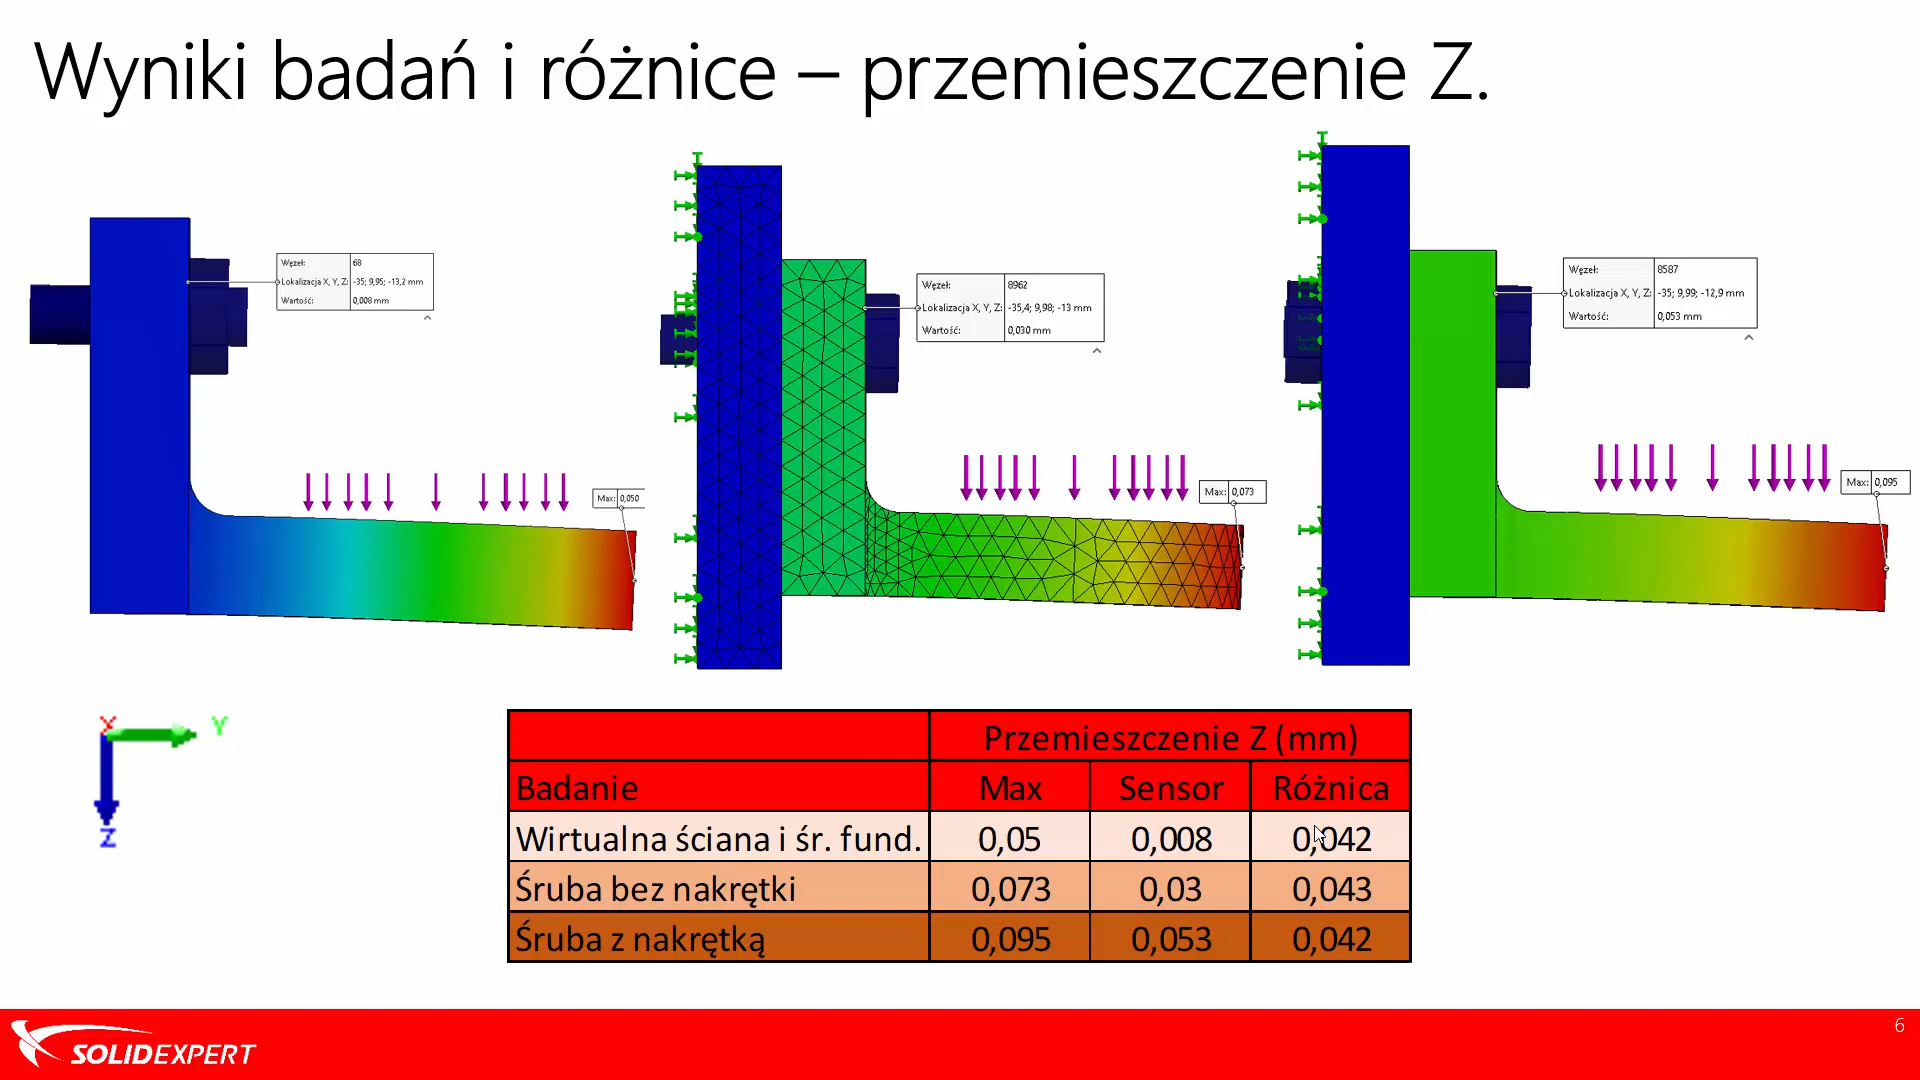 Wyniki badań i różnice – przemieszczenie Z.
Węzeł: 68
Lokalizacja X, Y, Z: -35; 9,95; -13,2 mm
Wartość: 0,008 mm
Max: 0,050
Węzeł: 8962
Lokalizacja X, Y, Z: -35,4; 9,98; -13 mm
Wartość: 0,030 mm
Max: 0,073
Węzeł: 8587
Lokalizacja X, Y, Z: -35; 9,99; -12,9 mm
Wartość: 0,053 mm
Max: 0,095
X Y
Z
Przemieszczenie Z (mm)
Badanie Max Sensor Różnica
Wirtualna ściana i śr. fund. 0,05 0,008 0,042
Śruba bez nakrętki 0,073 0,03 0,043
Śruba z nakrętką 0,095 0,053 0,042
SOLIDEXPERT
6